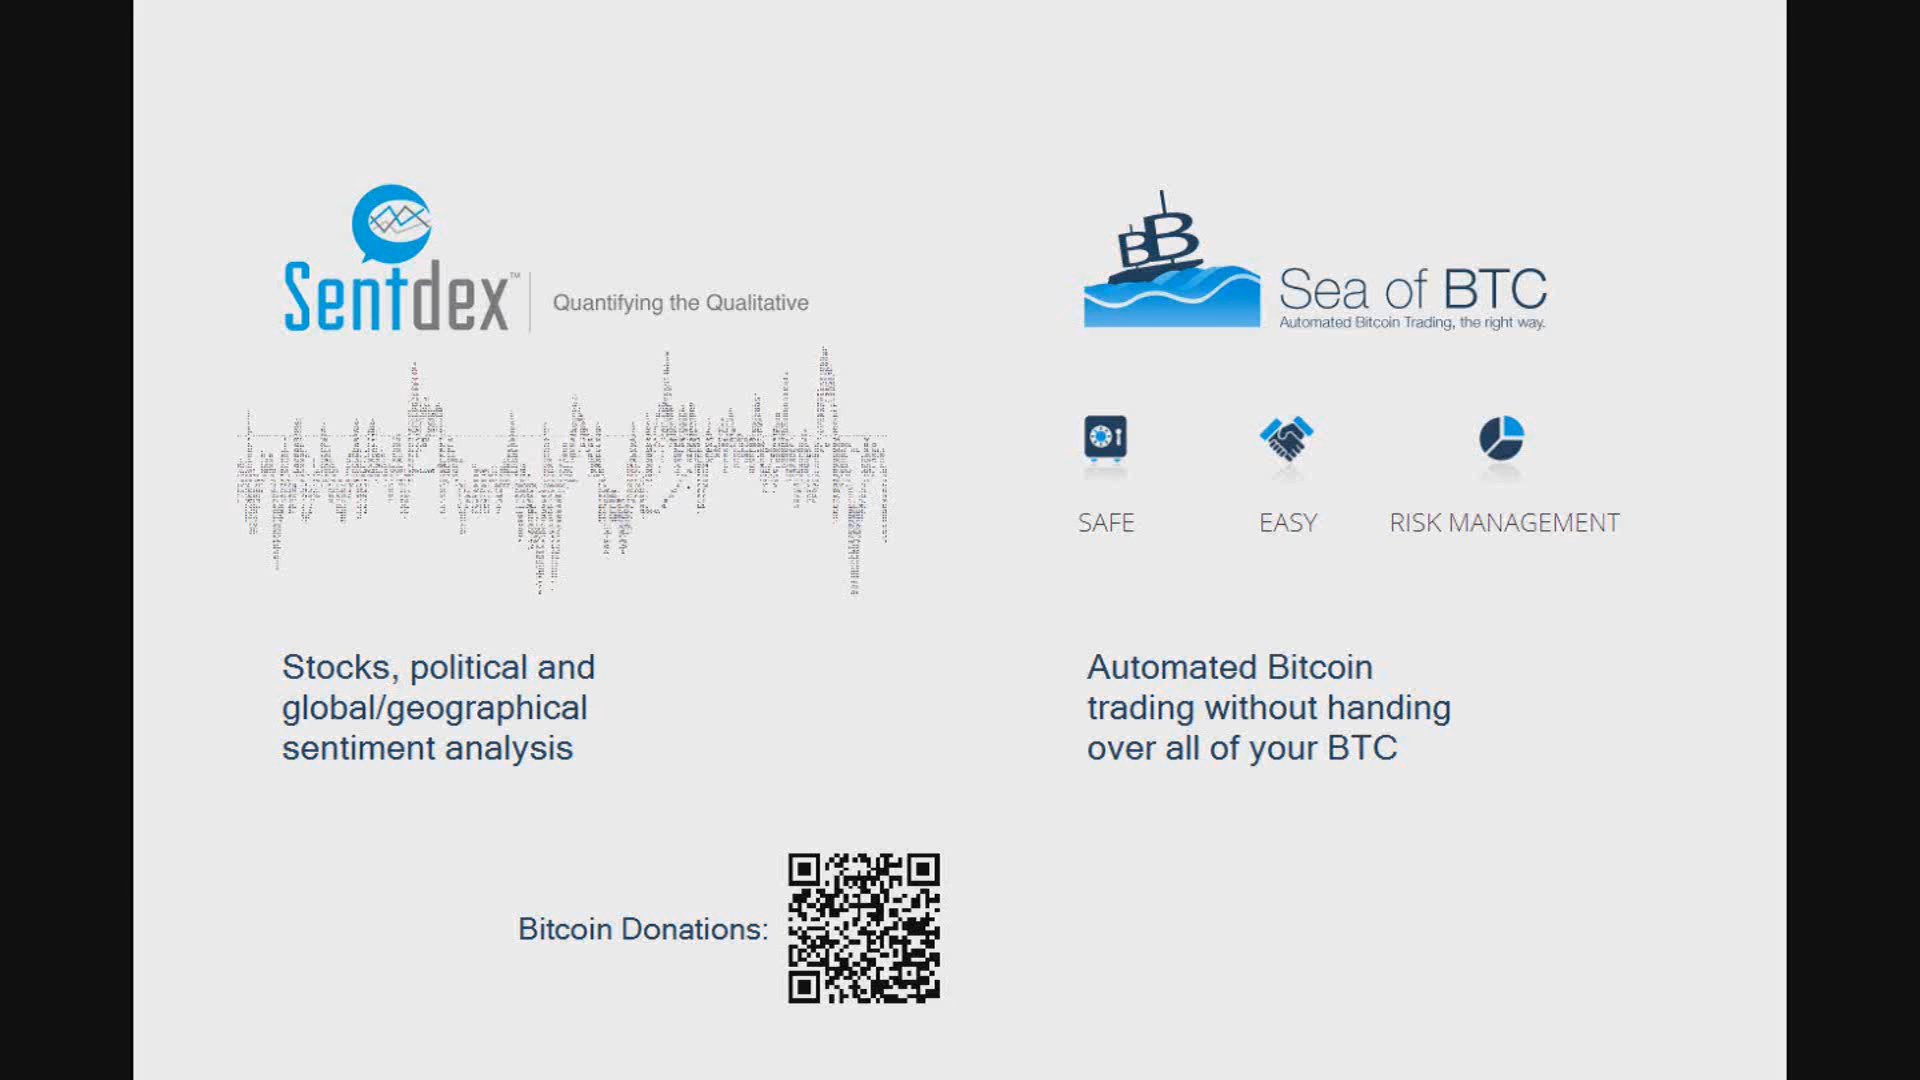 Sentdex™
Quantifying the Qualitative
BB
Sea of BTC
Automated Bitcoin Trading, the right way.
SAFE
EASY
RISK MANAGEMENT
Stocks, political and
global/geographical
sentiment analysis
Automated Bitcoin
trading without handing
over all of your BTC
Bitcoin Donations: